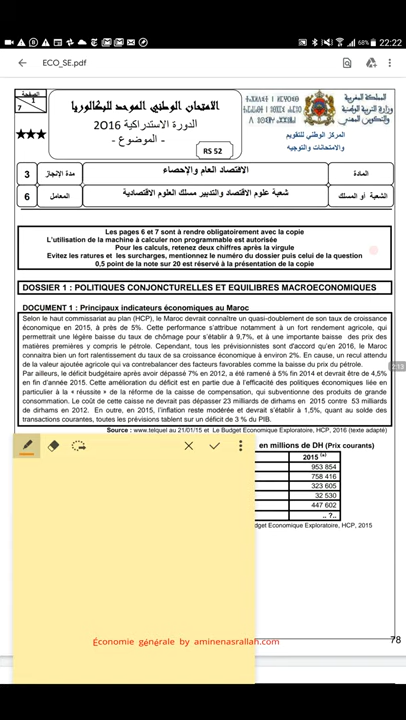 22:22
68%
ECO_SE.pdf
الصفحة
1
7
الامتحان الوطني الموحد للبكالوريا
الدورة الاستدراكية 2016
- الموضوع -
RS 52
المملكة المغربية
وزارة التربية الوطنية
والتكوين المهني
المركز الوطني للتقويم
والامتحانات والتوجيه
3
مدة الإنجاز
الاقتصاد العام والإحصاء
المادة
6
المعامل
شعبة علوم الاقتصاد والتدبير مسلك العلوم الاقتصادية
الشعبة أو المسلك
Les pages 6 et 7 sont à rendre obligatoirement avec la copie
L'utilisation de la machine à calculer non programmable est autorisée
Pour les calculs, retenez deux chiffres après la virgule
Evitez les ratures et les surcharges, mentionnez le numéro du dossier puis celui de la question
0,5 point de la note sur 20 est réservé à la présentation de la copie
DOSSIER 1 : POLITIQUES CONJONCTURELLES ET EQUILIBRES MACROECONOMIQUES
DOCUMENT 1 : Principaux indicateurs économiques au Maroc
Selon le haut commissariat au plan (HCP), le Maroc devrait connaître un quasi-doublement de son taux de croissance
économique en 2015, à près de 5%. Cette performance s'attribue notamment à un fort rendement agricole, qui
permettrait une légère baisse du taux de chômage pour s'établir à 9,7%, et à une importante baisse des prix des
matières premières y compris le pétrole. Cependant, tous les prévisionnistes sont d'accord qu'en 2016, le Maroc
connaitra bien un fort ralentissement du taux de sa croissance économique à environ 2%. En cause, un recul attendu
de la valeur ajoutée agricole qui va contrebalancer des facteurs favorables comme la baisse du prix du pétrole.
Par ailleurs, le déficit budgétaire après avoir dépassé 7% en 2012, a été ramené à 5% fin 2014 et devrait être de 4,5%
en fin d'année 2015. Cette amélioration du déficit est en partie due à l'efficacité des politiques économiques liée en
particulier à la « réussite » de la réforme de la caisse de compensation, qui subventionne des produits de grande
consommation. Le coût de cette caisse ne devrait pas dépasser 23 milliards de dirhams en 2015 contre 53 milliards
de dirhams en 2012. En outre, en 2015, l'inflation reste modérée et devrait s'établir à 1,5%, quant au solde des
transactions courantes, toutes les prévisions tablent sur un déficit de 3 % du PIB.
Source : www.telquel au 21/01/15 et Le Budget Economique Exploratoire, HCP, 2016 (texte adapté)
en millions de DH (Prix courants)
2015 (*)
953 854
758 416
323 605
32 530
447 602
.. ?..
udget Economique Exploratoire, HCP, 2015
Économie générale by aminenasrallah.com
78
2:13